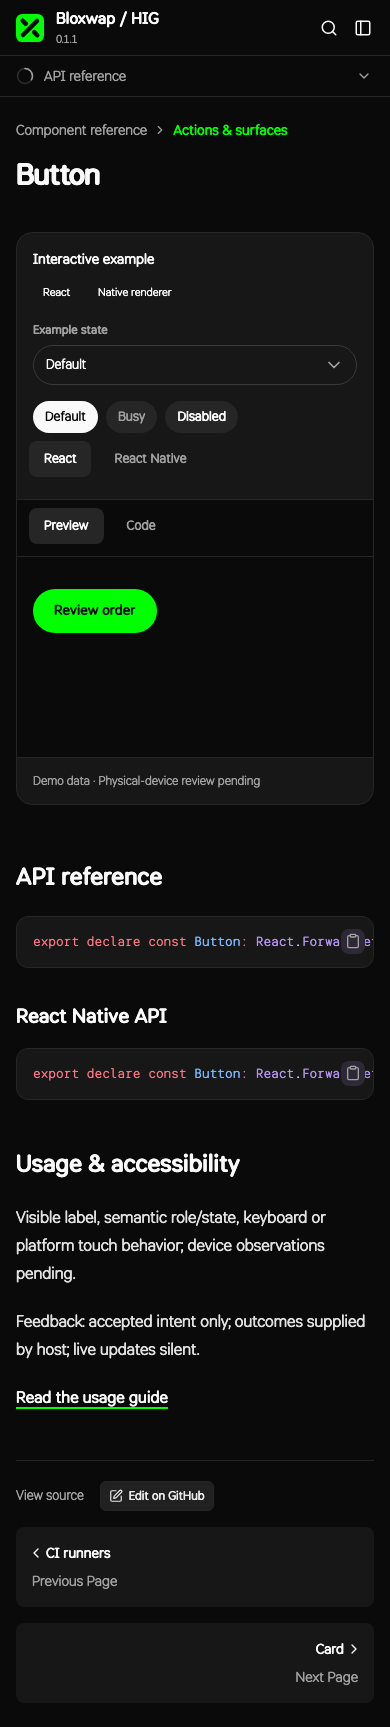 Bloxwap / HIG
0.1.1
API reference
Component reference > Actions & surfaces
Button
Interactive example
React Native renderer
Example state
Default
Default Busy Disabled
React React Native
Preview Code
Review order
Demo data · Physical-device review pending
API reference
export declare const Button: React.Forwa
React Native API
export declare const Button: React.Forwa
Usage & accessibility
Visible label, semantic role/state, keyboard or
platform touch behavior; device observations
pending.
Feedback: accepted intent only; outcomes supplied
by host; live updates silent.
Read the usage guide
View source Edit on GitHub
CI runners
Previous Page
Card
Next Page